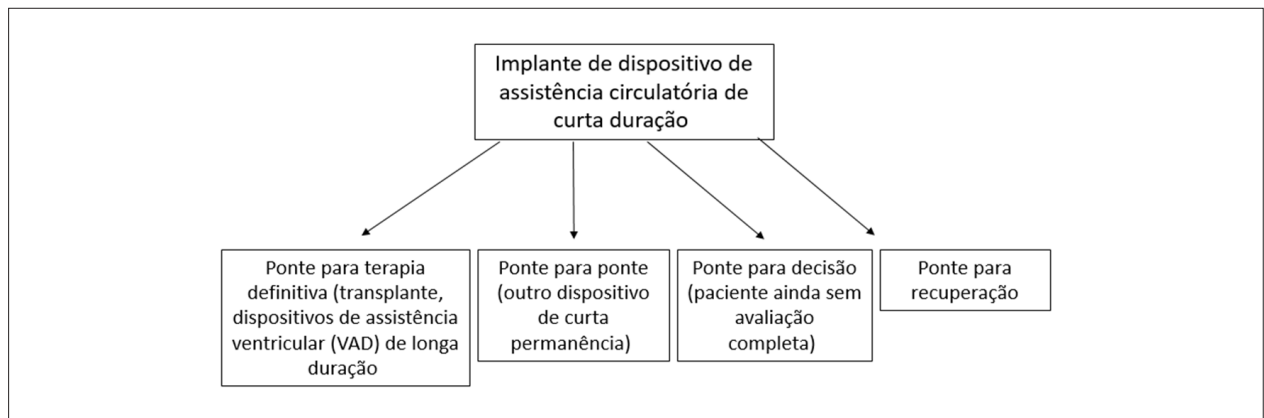 Implante de dispositivo de
assistência circulatória de
curta duração
Ponte para terapia
definitiva (transplante,
dispositivos de assistência
ventricular (VAD) de longa
duração
Ponte para ponte
(outro dispositivo
de curta
permanência)
Ponte para decisão
(paciente ainda sem
avaliação
completa)
Ponte para
recuperação